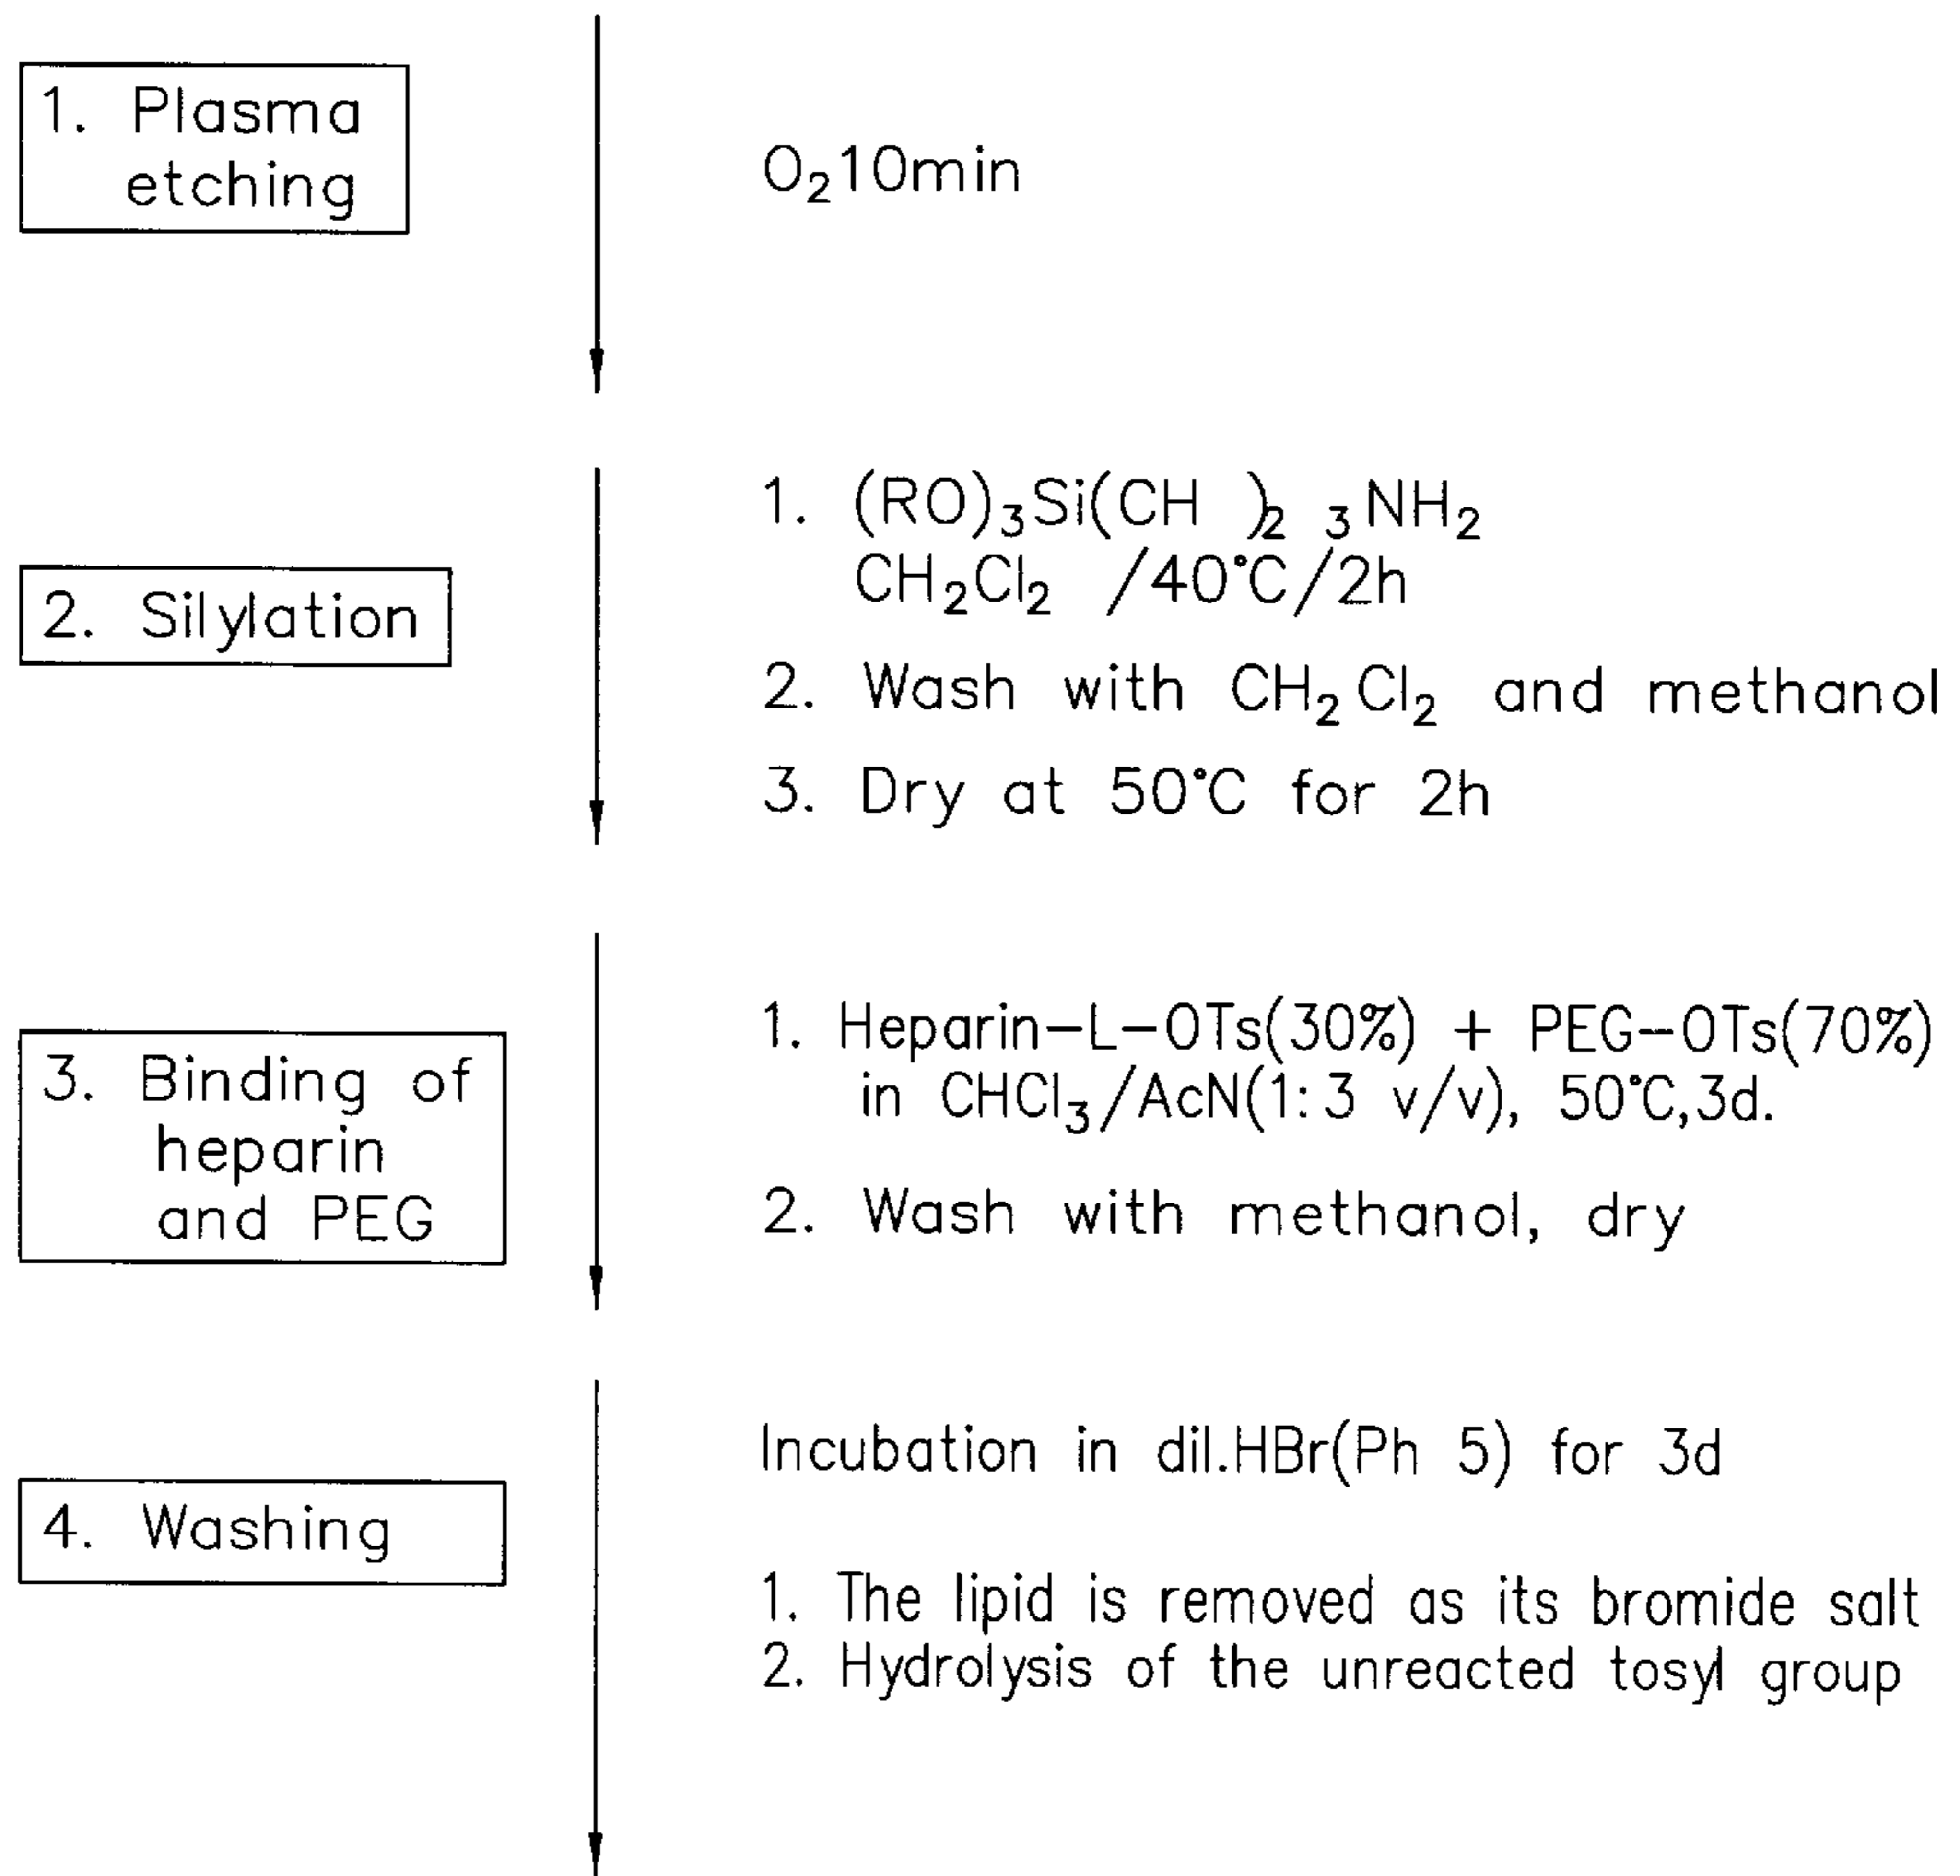 1. Plasma
etching
O₂10min
2. Silylation
1. (RO)₃Si(CH )₂ ₃NH₂
CH₂Cl₂ /40°C/2h
2. Wash with CH₂Cl₂ and methanol
3. Dry at 50°C for 2h
3. Binding of
heparin
and PEG
1. Heparin–L–OTs(30%) + PEG–OTs(70%)
in CHCl₃/AcN(1:3 v/v), 50°C,3d.
2. Wash with methanol, dry
4. Washing
Incubation in dil.HBr(Ph 5) for 3d
1. The lipid is removed as its bromide salt
2. Hydrolysis of the unreacted tosyl group